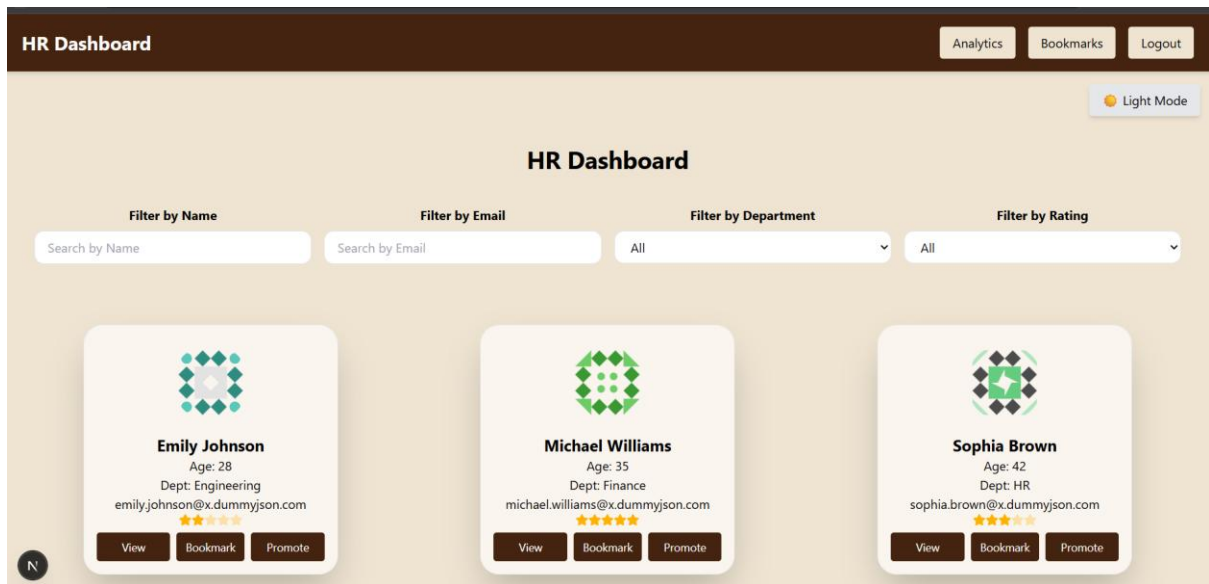 HR Dashboard
Analytics Bookmarks Logout
Light Mode
HR Dashboard
Filter by Name Filter by Email Filter by Department Filter by Rating
Search by Name Search by Email All All
Emily Johnson
Age: 28
Dept: Engineering
emily.johnson@x.dummyjson.com
View Bookmark Promote
Michael Williams
Age: 35
Dept: Finance
michael.williams@x.dummyjson.com
View Bookmark Promote
Sophia Brown
Age: 42
Dept: HR
sophia.brown@x.dummyjson.com
View Bookmark Promote
N